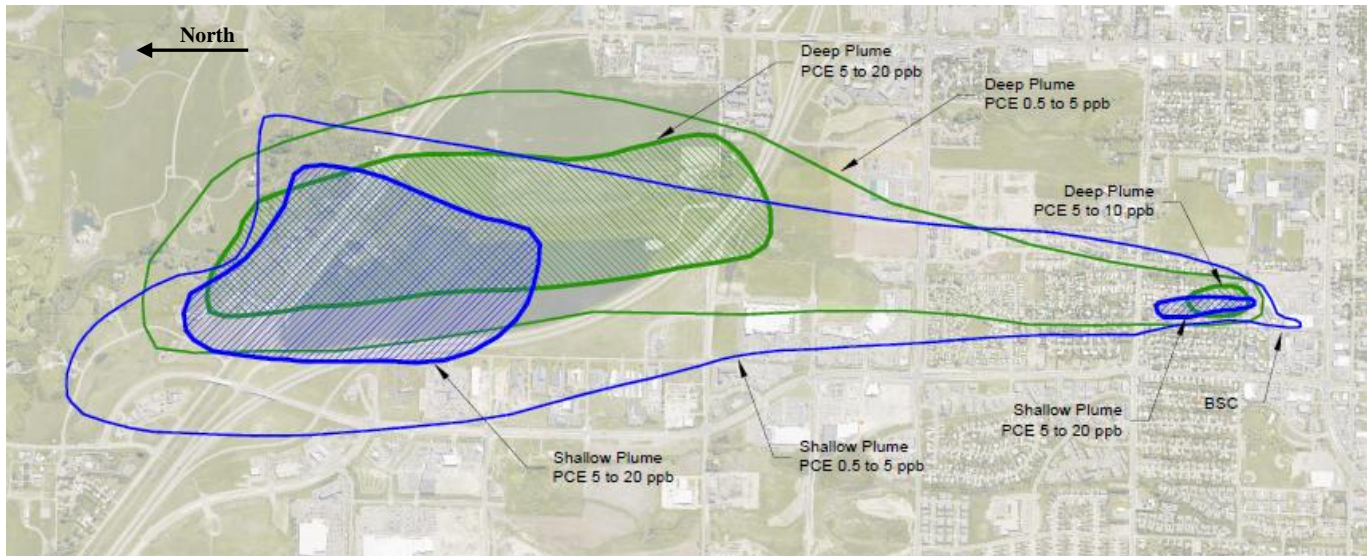 North
Deep Plume
PCE 5 to 20 ppb
Deep Plume
PCE 0.5 to 5 ppb
Deep Plume
PCE 5 to 10 ppb
BSC
Shallow Plume
PCE 5 to 20 ppb
Shallow Plume
PCE 0.5 to 5 ppb
Shallow Plume
PCE 5 to 20 ppb